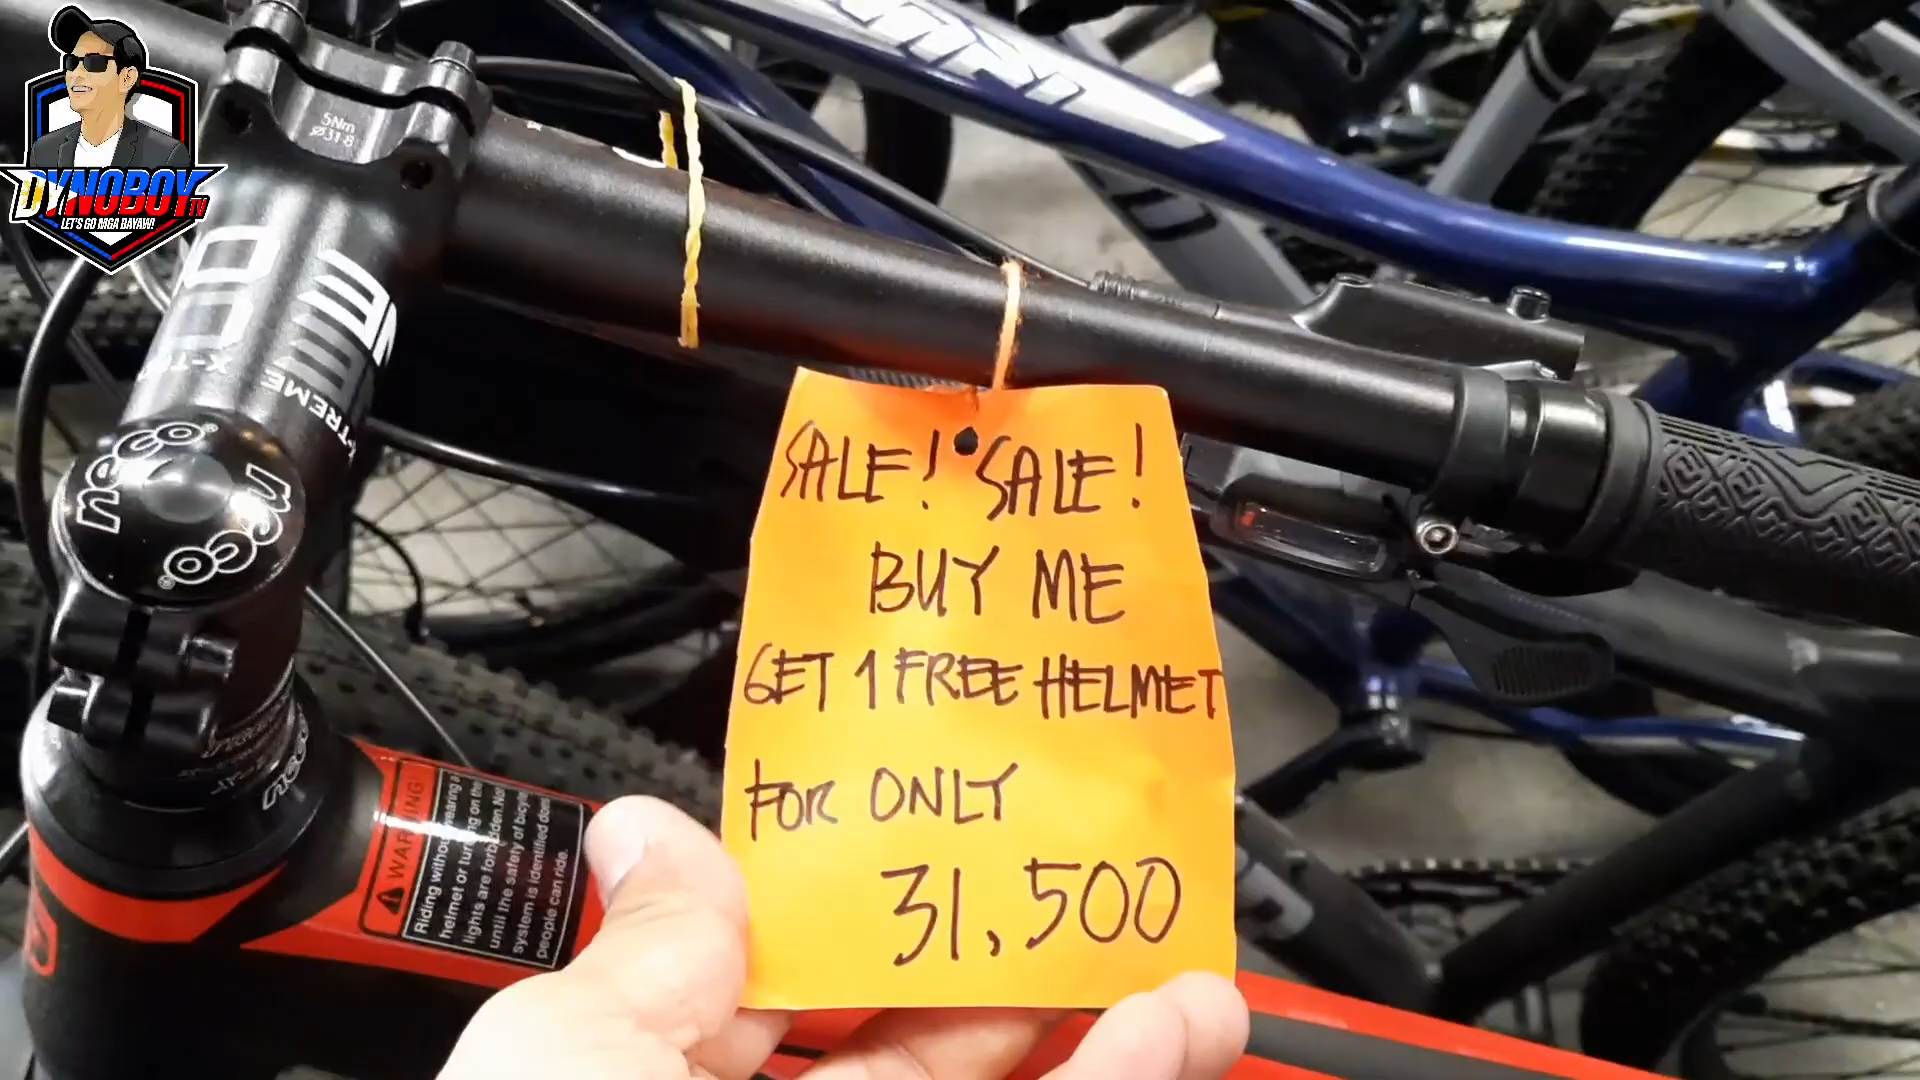 DYNOBOY TV
LET'S GO MGA BAYAW!
5Nm
Ø31.8
neco
neco
SALE! SALE!
BUY ME
GET 1 FREE HELMET
FOR ONLY
31,500
WARNING!
Riding without wearing a
helmet or turning on the
lights are forbidden. Not
until the safety of bicycle
system is identified does
people can ride.